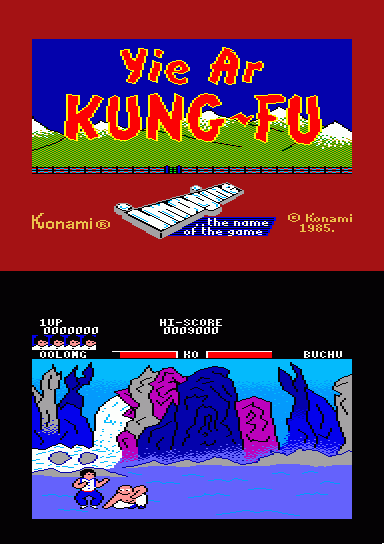 Yie Ar
KUNG-FU
Konami®
imagine
...the name
of the game
© Konami
1985.
1UP
0000000
HI-SCORE
0009000
OOLONG
KO
BUCHU